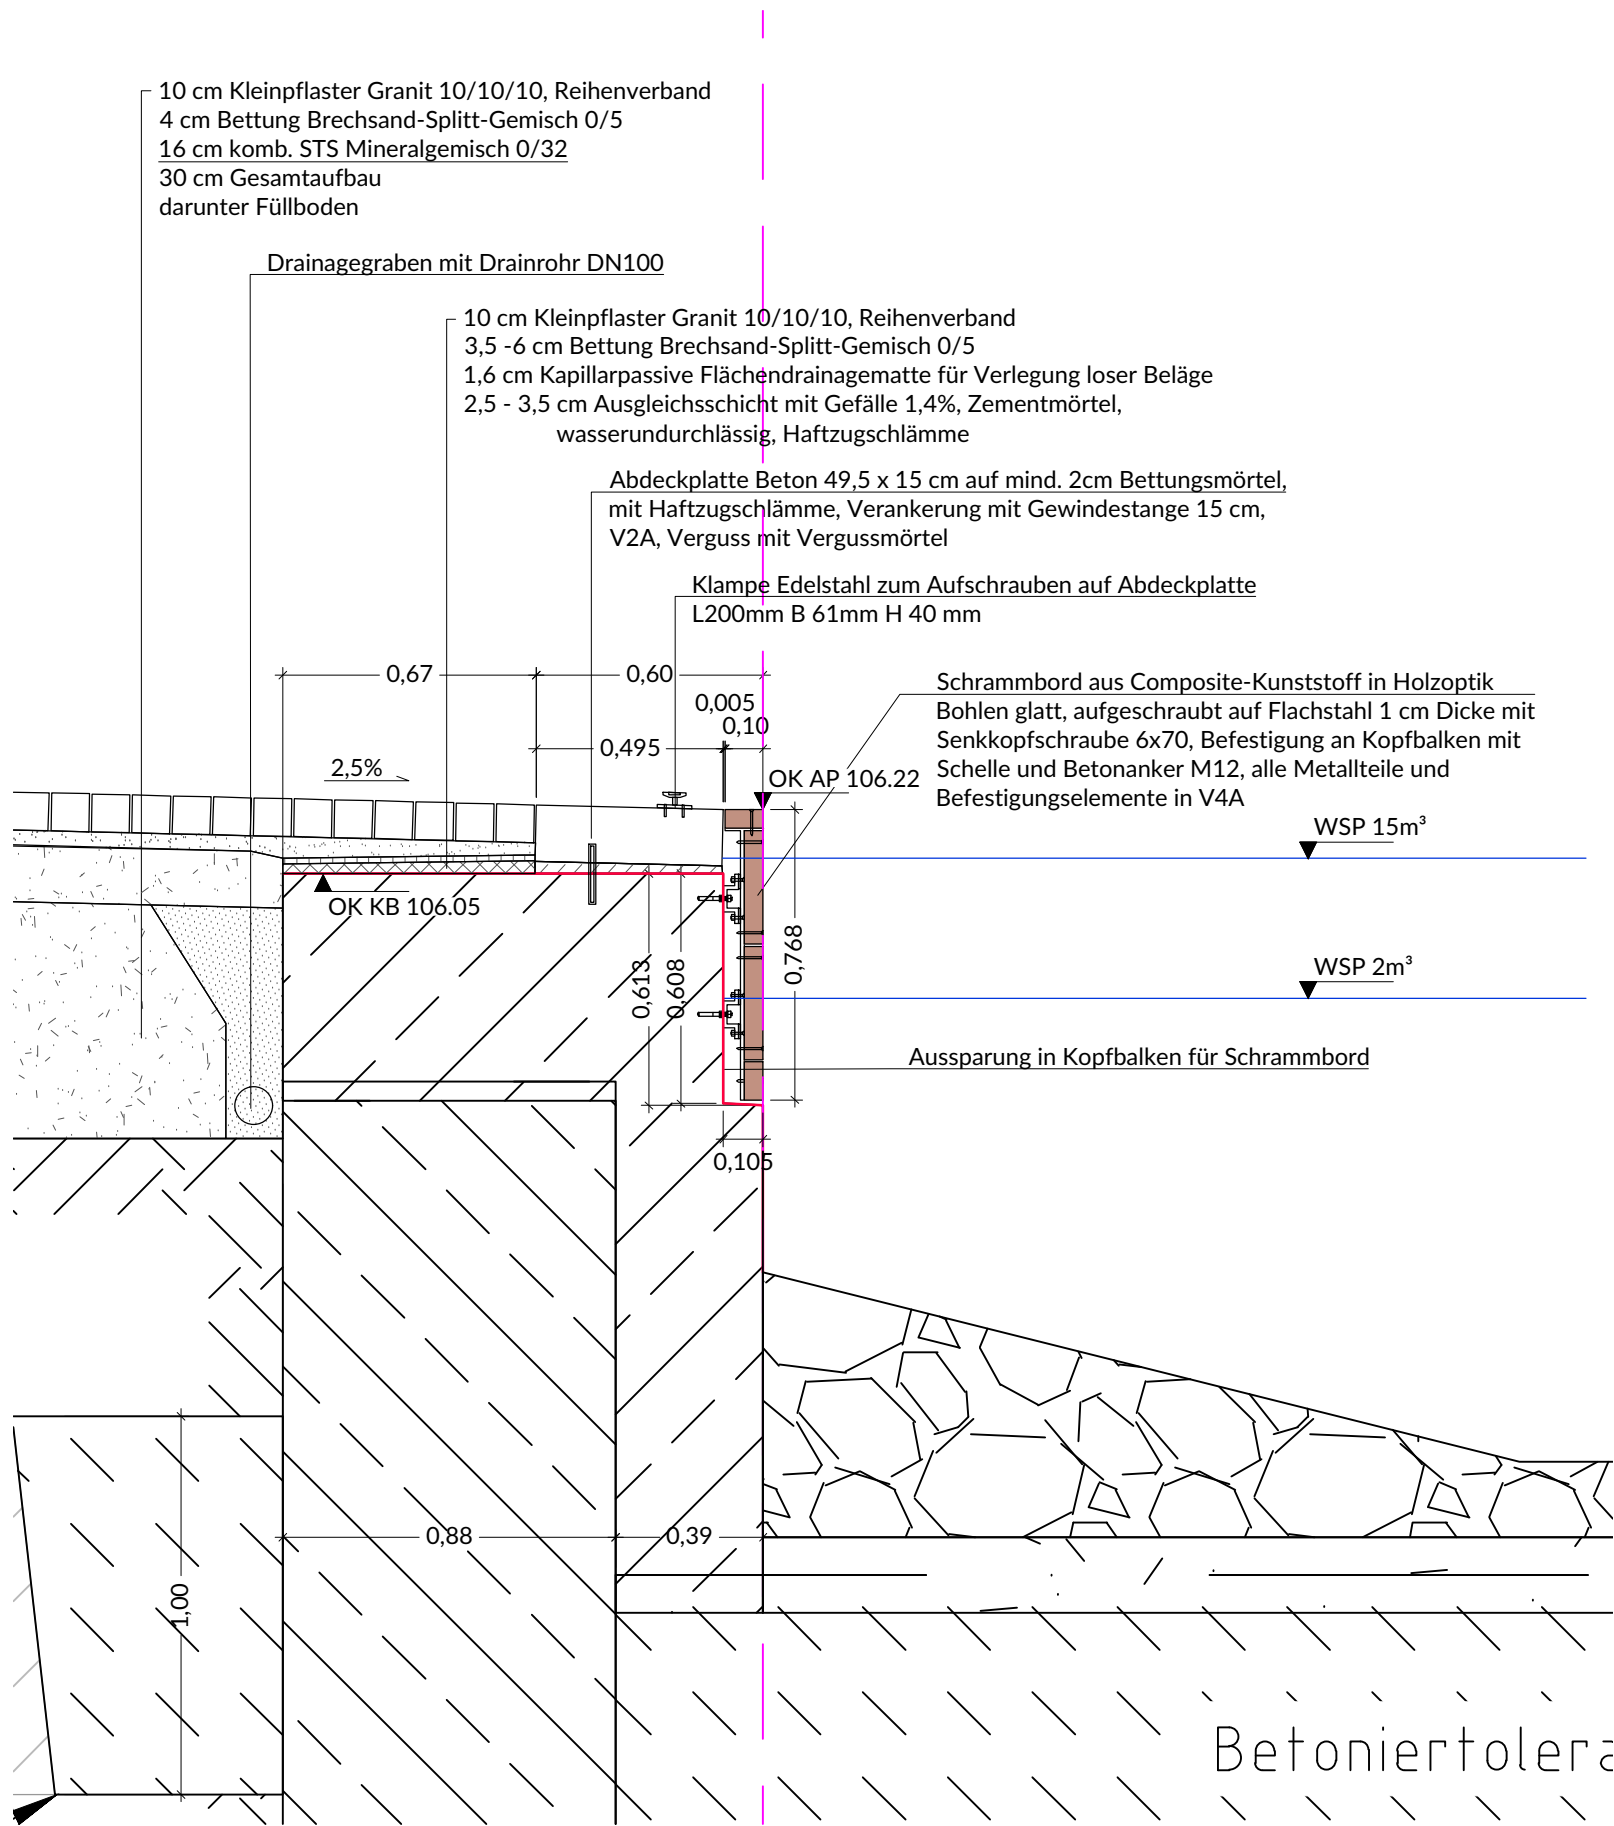 10 cm Kleinpflaster Granit 10/10/10, Reihenverband
4 cm Bettung Brechsand-Splitt-Gemisch 0/5
16 cm komb. STS Mineralgemisch 0/32
30 cm Gesamtaufbau
darunter Füllboden
Drainagegraben mit Drainrohr DN100
10 cm Kleinpflaster Granit 10/10/10, Reihenverband
3,5 -6 cm Bettung Brechsand-Splitt-Gemisch 0/5
1,6 cm Kapillarpassive Flächendrainagematte für Verlegung loser Beläge
2,5 - 3,5 cm Ausgleichsschicht mit Gefälle 1,4%, Zementmörtel,
wasserundurchlässig, Haftzugschlämme
Abdeckplatte Beton 49,5 x 15 cm auf mind. 2cm Bettungsmörtel,
mit Haftzugschlämme, Verankerung mit Gewindestange 15 cm,
V2A, Verguss mit Vergussmörtel
Klampe Edelstahl zum Aufschrauben auf Abdeckplatte
L200mm B 61mm H 40 mm
0,67
0,60
Schrammbord aus Composite-Kunststoff in Holzoptik
Bohlen glatt, aufgeschraubt auf Flachstahl 1 cm Dicke mit
Senkkopfschraube 6x70, Befestigung an Kopfbalken mit
Schelle und Betonanker M12, alle Metallteile und
Befestigungselemente in V4A
0,005
0,10
0,495
2,5%
OK AP 106.22
WSP 15m³
OK KB 106.05
0,768
0,613
0,608
WSP 2m³
Aussparung in Kopfbalken für Schrammbord
0,105
0,88
0,39
1,00
Betoniertolera